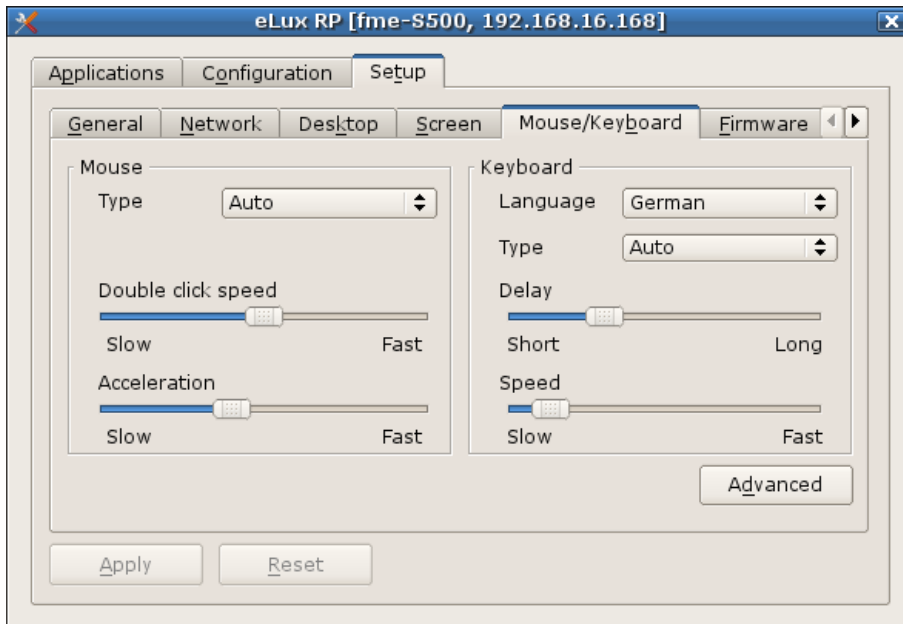 eLux RP [fme-S500, 192.168.16.168]
Applications Configuration Setup
General Network Desktop Screen Mouse/Keyboard Firmware
Mouse
Type Auto
Double click speed
Slow Fast
Acceleration
Slow Fast
Keyboard
Language German
Type Auto
Delay
Short Long
Speed
Slow Fast
Advanced
Apply Reset